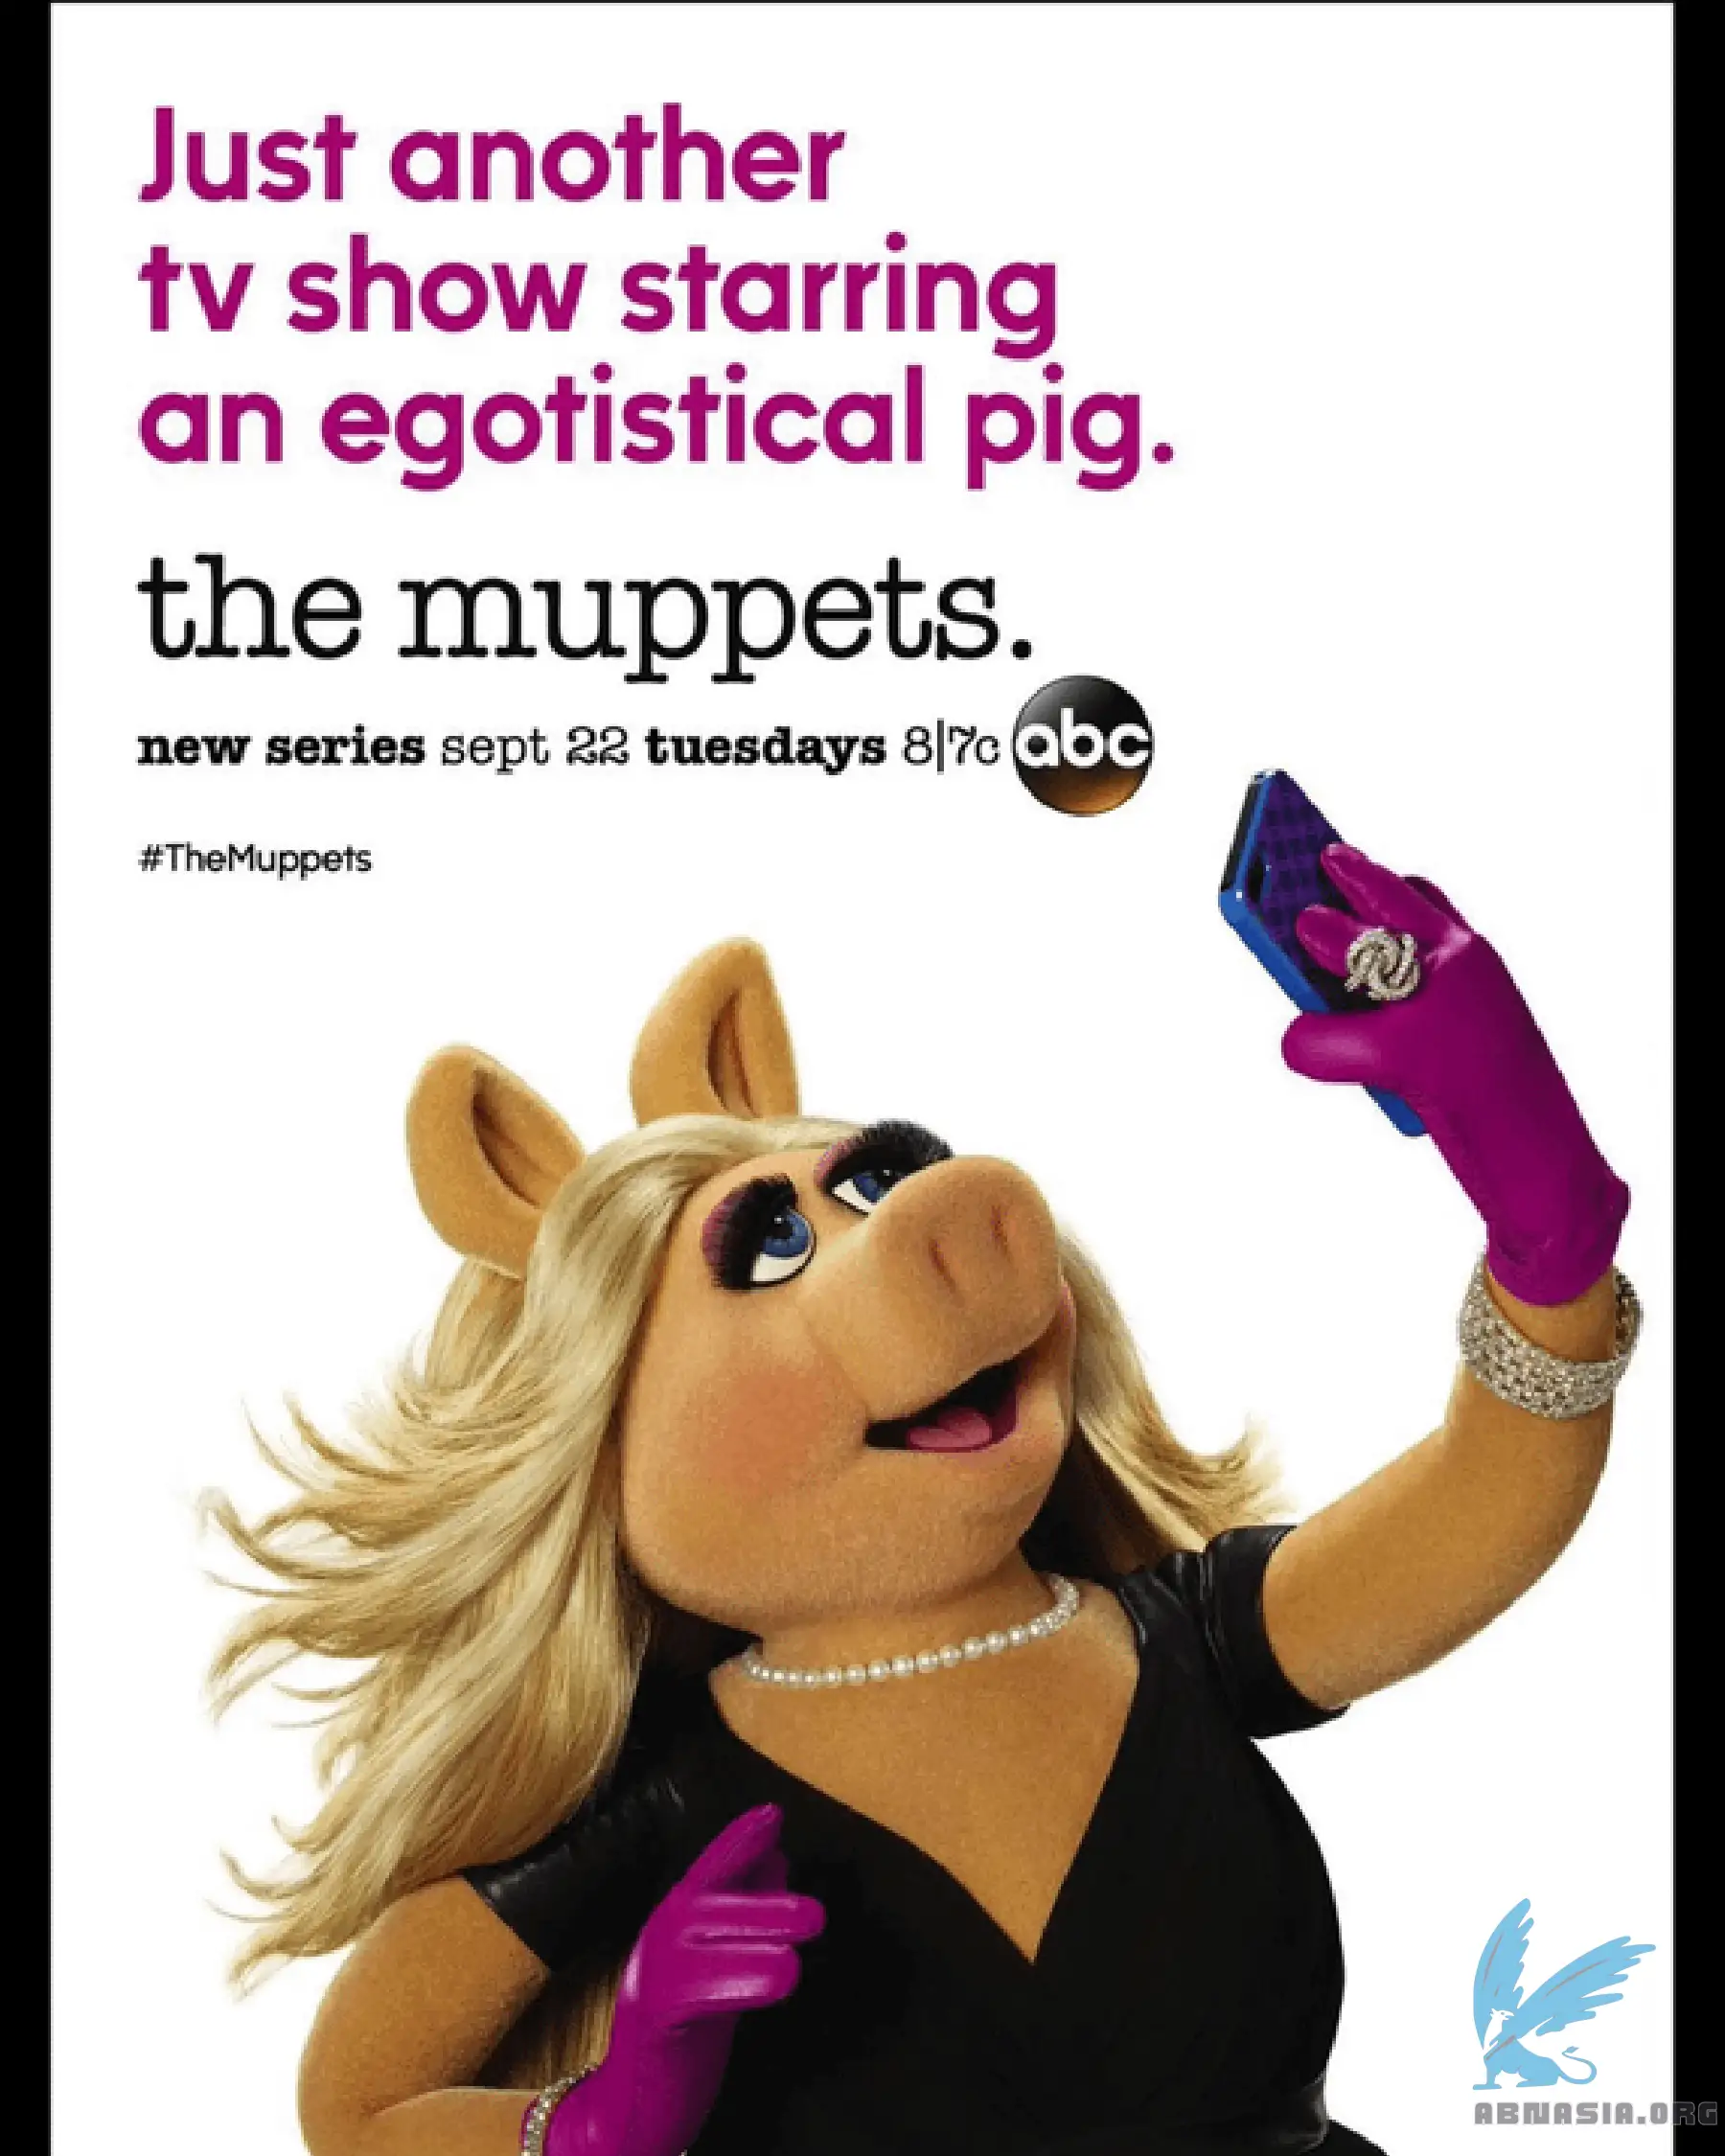 Just another
tv show starring
an egotistical pig.
the muppets.
new series sept 22 tuesdays 8|7c abc
#TheMuppets
ABNASIA.ORG